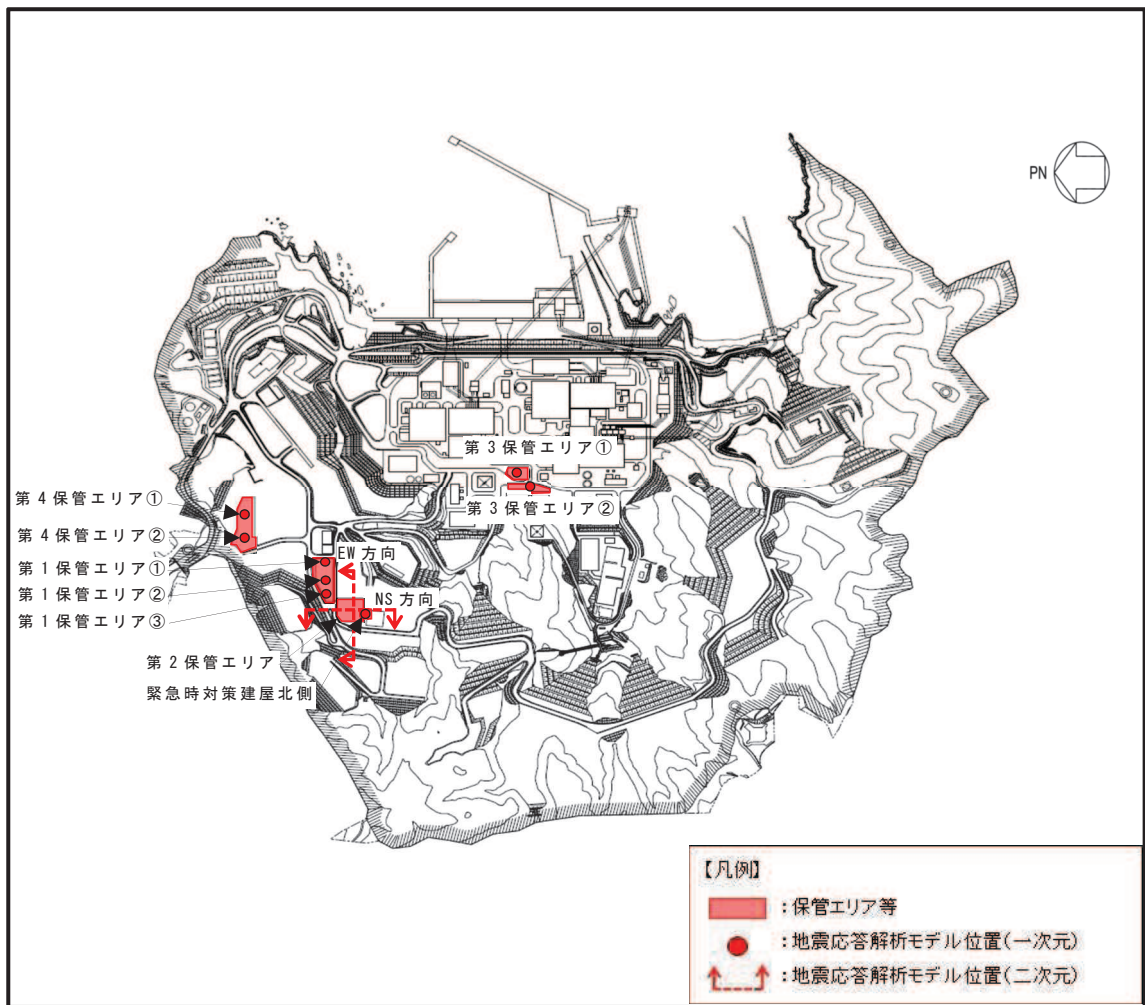 PN
第3保管エリア①
第3保管エリア②
第4保管エリア①
第4保管エリア②
第1保管エリア①
第1保管エリア②
第1保管エリア③
EW方向
NS方向
第2保管エリア
緊急時対策建屋北側
【凡例】
:保管エリア等
:地震応答解析モデル位置(一次元)
:地震応答解析モデル位置(二次元)